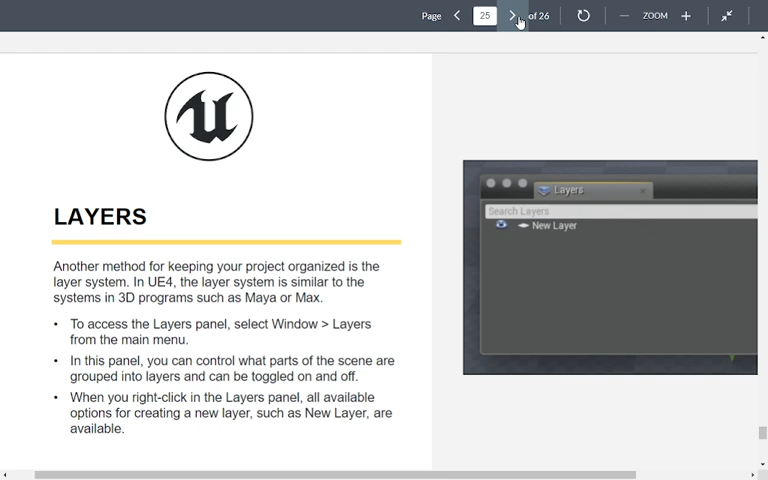 Page 25 of 26 ZOOM
LAYERS
Another method for keeping your project organized is the
layer system. In UE4, the layer system is similar to the
systems in 3D programs such as Maya or Max.
• To access the Layers panel, select Window > Layers
from the main menu.
• In this panel, you can control what parts of the scene are
grouped into layers and can be toggled on and off.
• When you right-click in the Layers panel, all available
options for creating a new layer, such as New Layer, are
available.
Layers
Search Layers
New Layer